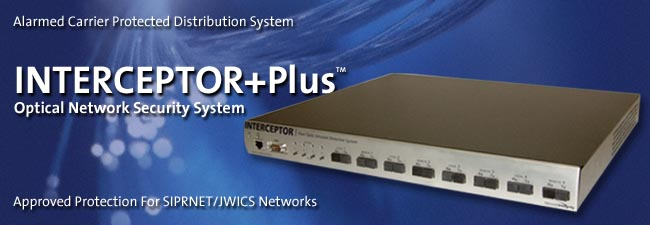 Alarmed Carrier Protected Distribution System
INTERCEPTOR+Plus™
Optical Network Security System
INTERCEPTOR
Approved Protection For SIPRNET/JWICS Networks